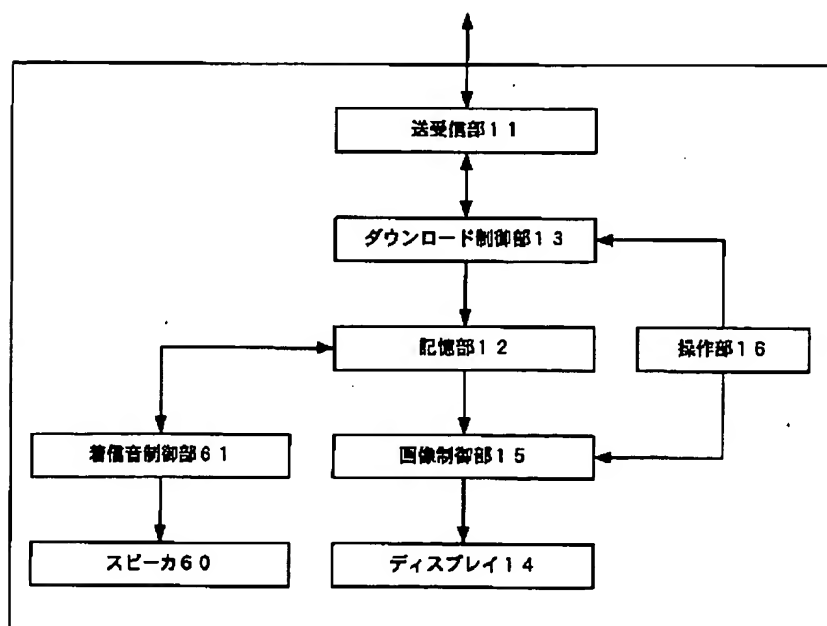 送受信部11
ダウンロード制御部13
記憶部12
操作部16
着信音制御部61
画像制御部15
スピーカ60
ディスプレイ14